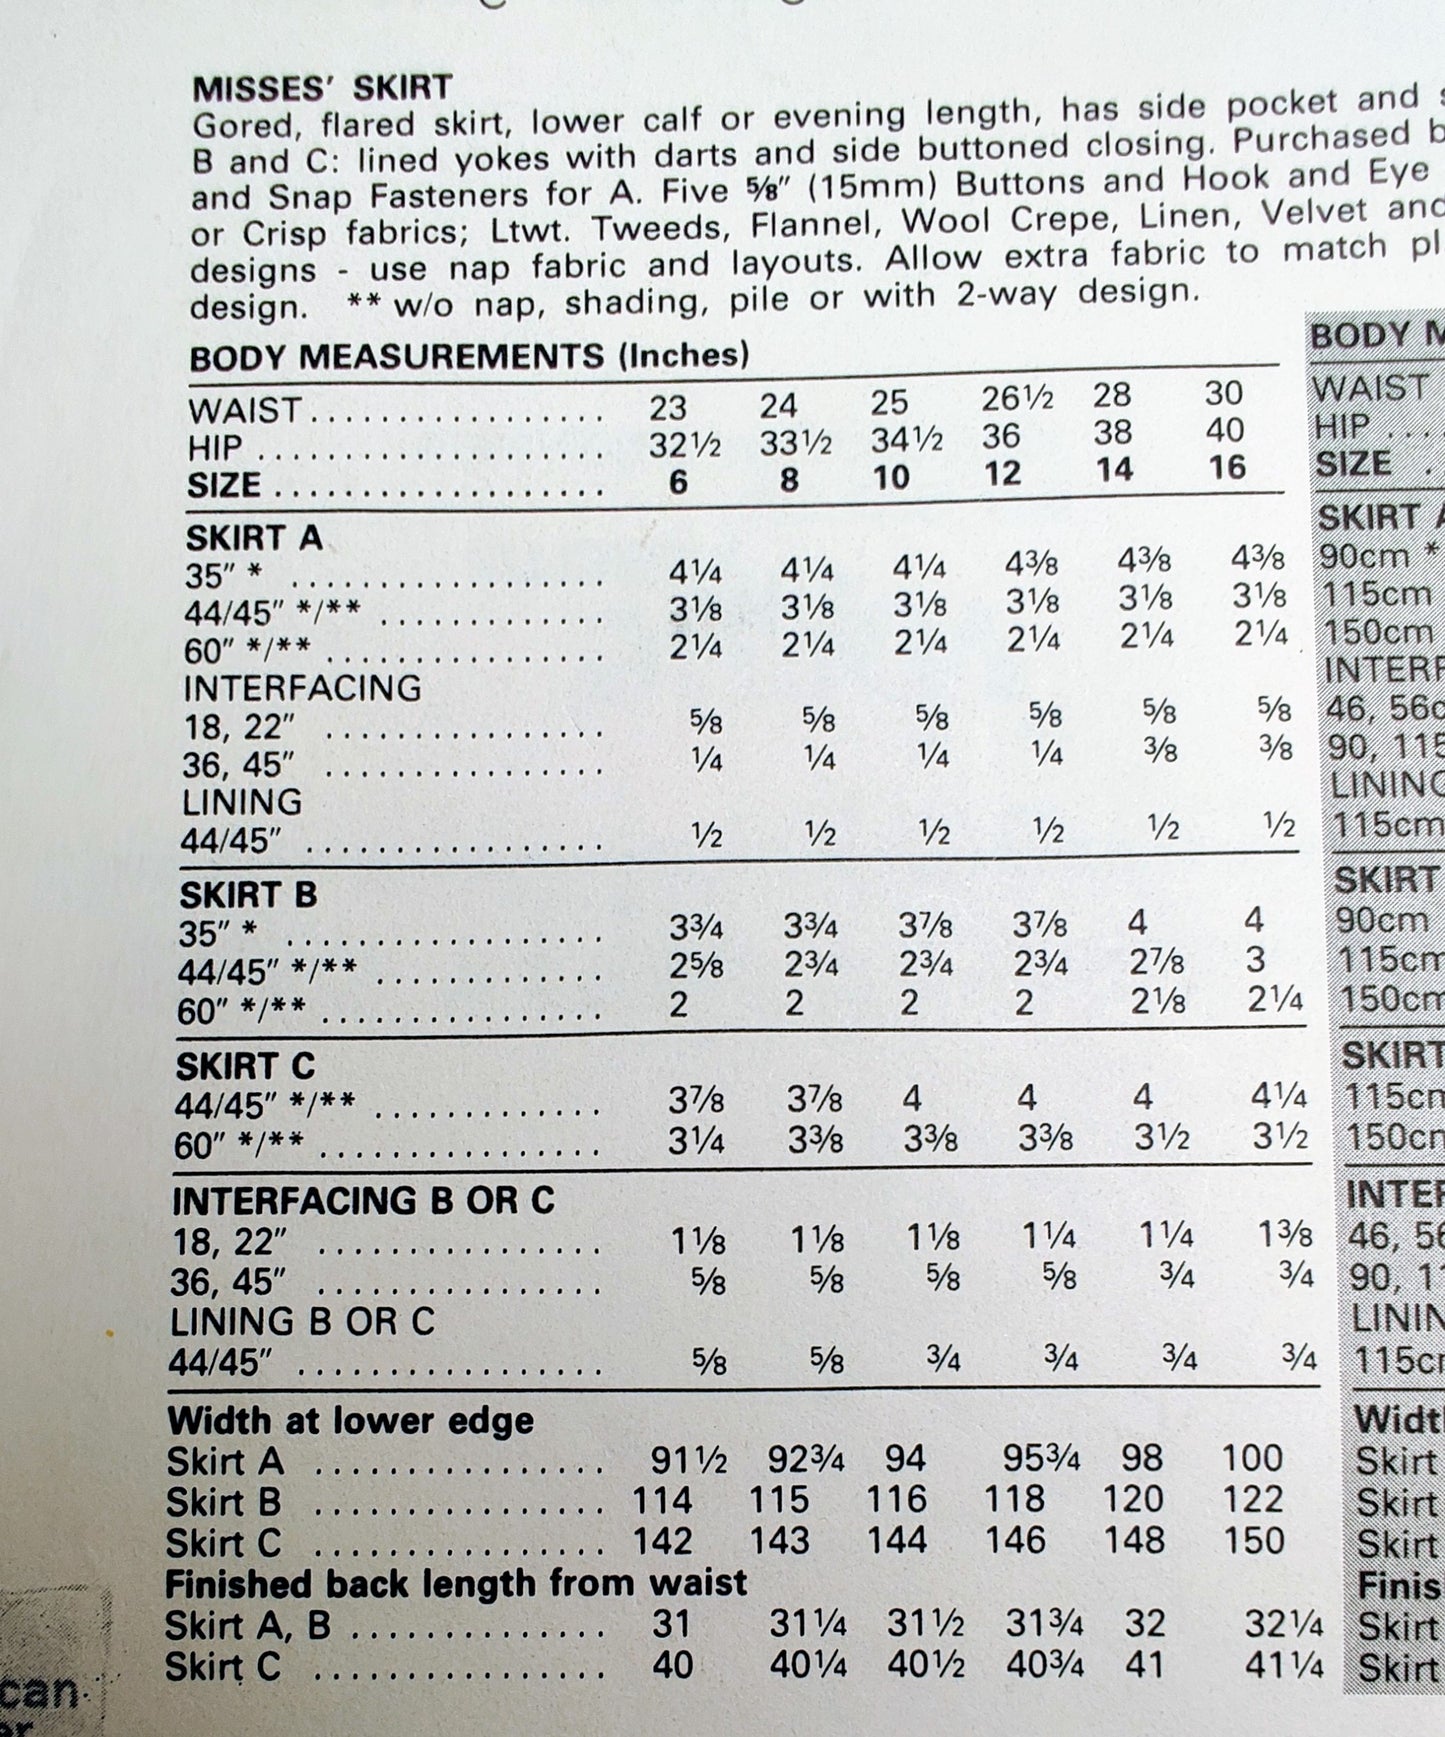 MISSES' SKIRT
Gored, flared skirt, lower calf or evening length, has side pocket and
B and C: lined yokes with darts and side buttoned closing. Purchased
and Snap Fasteners for A. Five 5/8" (15mm) Buttons and Hook and Eye
or Crisp fabrics; Ltwt. Tweeds, Flannel, Wool Crepe, Linen, Velvet and
designs - use nap fabric and layouts. Allow extra fabric to match
design. ** w/o nap, shading, pile or with 2-way design.
BODY MEASUREMENTS (Inches) BODY
WAIST ................. 23 24 25 26½ 28 30 WAIST
HIP .................... 32½ 33½ 34½ 36 38 40 HIP ....
SIZE ................... 6 8 10 12 14 16 SIZE .
SKIRT A SKIRT
35" * .................. 4¼ 4¼ 4¼ 4⅜ 4⅜ 4⅜ 90cm *
44/45" */** ............. 3⅛ 3⅛ 3⅛ 3⅛ 3⅛ 3⅛ 115cm
60" */** ................ 2¼ 2¼ 2¼ 2¼ 2¼ 2¼ 150cm
INTERFACING
18, 22" ................ ⅝ ⅝ ⅝ ⅝ ⅝ ⅝ 46,
36, 45" ................ ¼ ¼ ¼ ¼ ⅜ ⅜ 90,
LINING LINING
44/45" ................. ½ ½ ½ ½ ½ ½ 115cm
SKIRT B SKIRT
35" * .................. 3¾ 3¾ 3⅞ 3⅞ 4 4 90cm
44/45" */** ............. 2⅝ 2¾ 2¾ 2¾ 2⅞ 3 115cm
60" */** ................ 2 2 2 2 2⅛ 2¼ 150cm
SKIRT C SKIRT
44/45" */** ............. 3⅞ 3⅞ 4 4 4 4¼ 115cm
60" */** ................ 3¼ 3⅜ 3⅜ 3⅜ 3½ 3½ 150cm
INTERFACING B OR C
18, 22" ................ 1⅛ 1⅛ 1⅛ 1¼ 1¼ 1⅜ 46,
36, 45" ................ ⅝ ⅝ ⅝ ⅝ ¾ ¾ 90,
LINING B OR C
44/45" ................. ⅝ ⅝ ¾ ¾ ¾ ¾ 115cm
Width at lower edge
Skirt A ................. 91½ 92¾ 94 95¾ 98 100 Skirt
Skirt B ................. 114 115 116 118 120 122 Skirt
Skirt C ................. 142 143 144 146 148 150 Skirt
Finished back length from waist
Skirt A, B .............. 31 31¼ 31½ 31¾ 32 32¼ Skirt
Skirt C ................. 40 40¼ 40½ 40¾ 41 41¼ Skirt